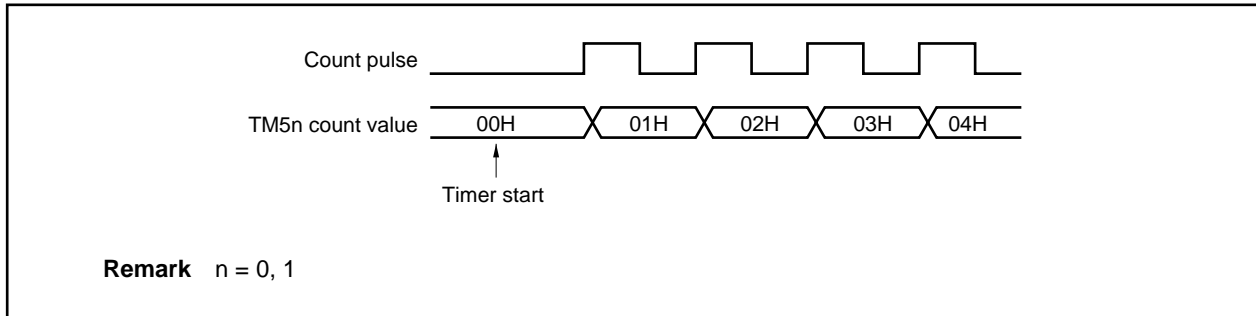 Count pulse
TM5n count value 00H 01H 02H 03H 04H
Timer start
Remark n = 0, 1